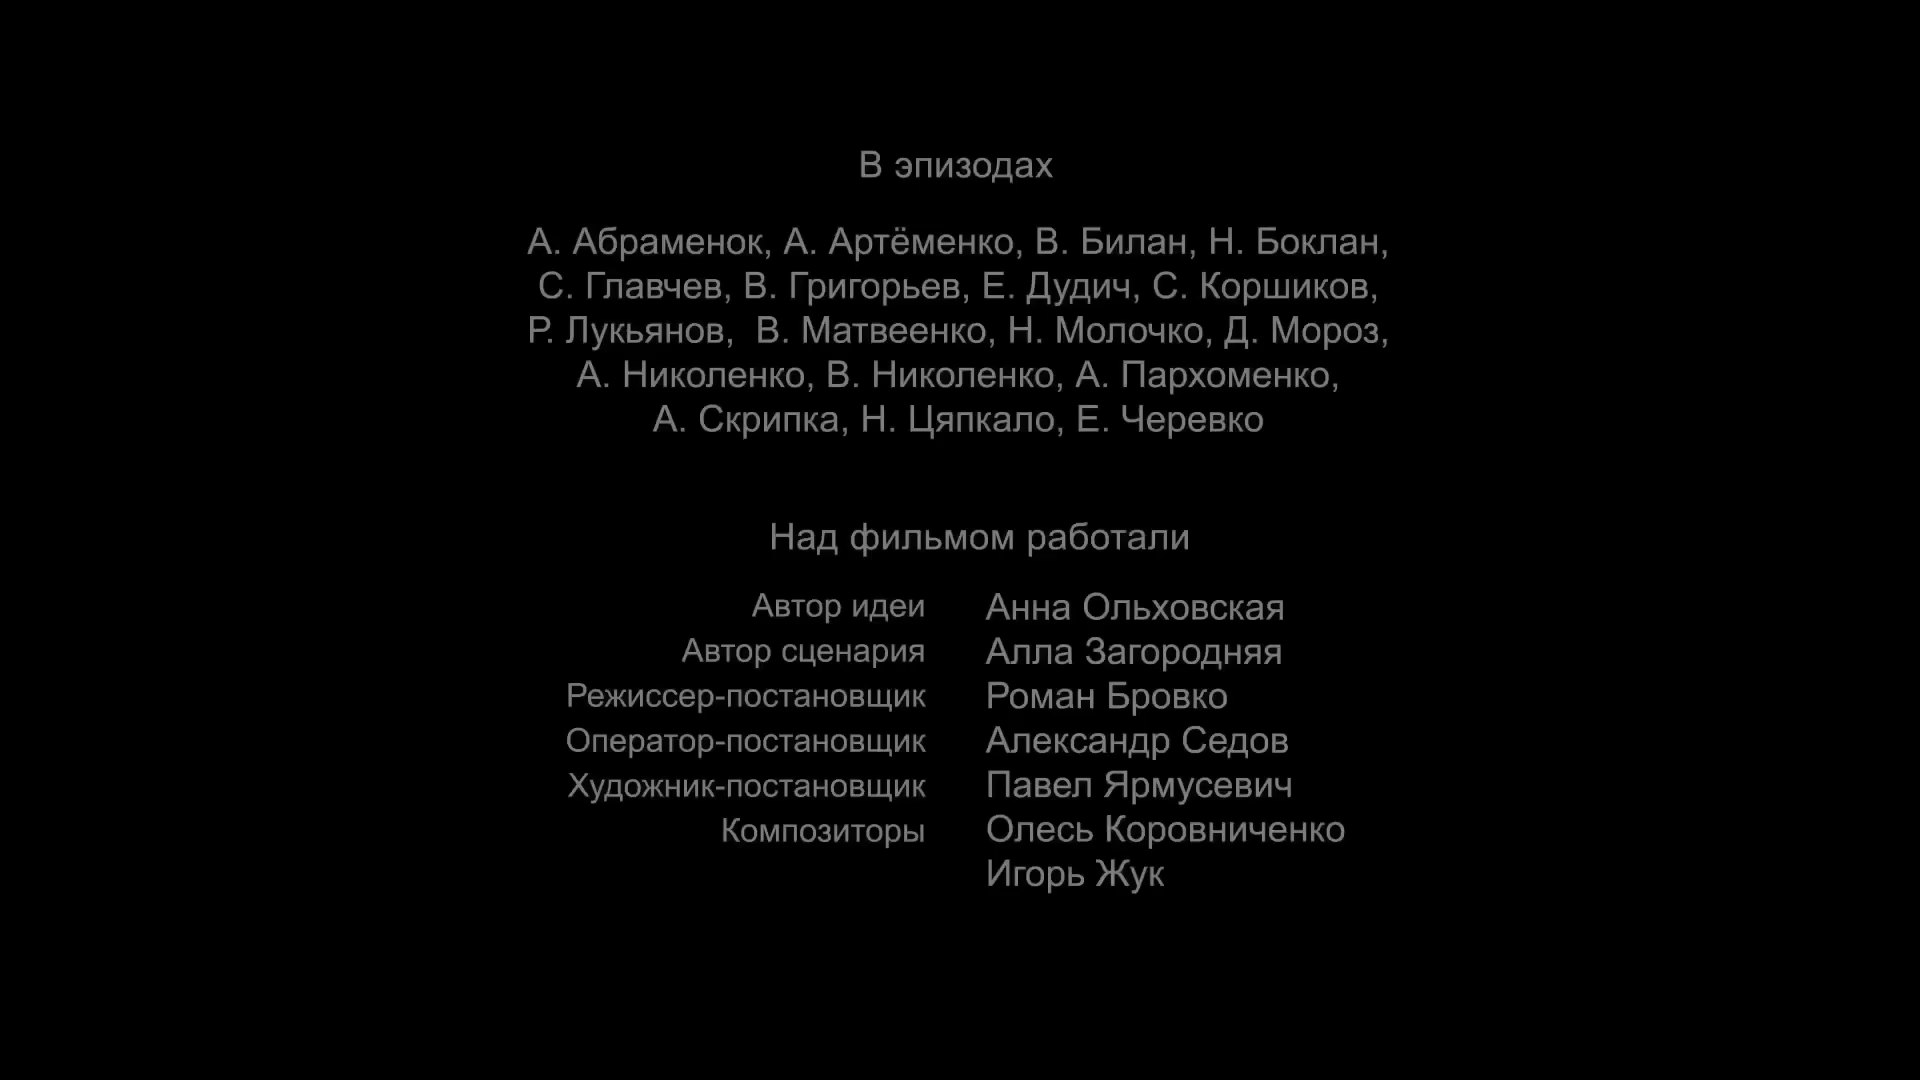 В эпизодах
А. Абраменок, А. Артёменко, В. Билан, Н. Боклан,
С. Главчев, В. Григорьев, Е. Дудич, С. Коршиков,
Р. Лукьянов, В. Матвеенко, Н. Молочко, Д. Мороз,
А. Николенко, В. Николенко, А. Пархоменко,
А. Скрипка, Н. Цяпкало, Е. Черевко
Над фильмом работали
Автор идеи Анна Ольховская
Автор сценария Алла Загородняя
Режиссер-постановщик Роман Бровко
Оператор-постановщик Александр Седов
Художник-постановщик Павел Ярмусевич
Композиторы Олесь Коровниченко
Игорь Жук